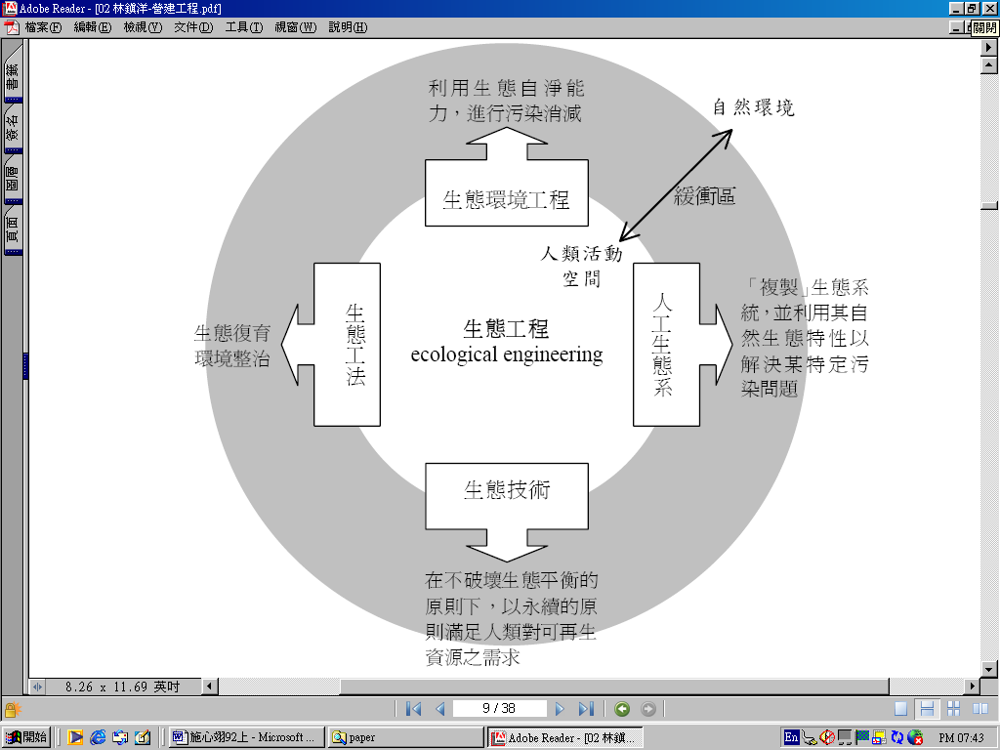 Adobe Reader - [02 林鎮洋-營建工程.pdf]
關閉
檔案(F) 編輯(E) 檢視(V) 文件(D) 工具(T) 視窗(W) 說明(H)
書籤
簽名
圖層
頁面
利用生態自淨能
力，進行污染消減
自然環境
緩衝區
生態環境工程
人類活動
空間
生態復育
環境整治
生態工法
生態工程
ecological engineering
人工生態系
「複製」生態系
統，並利用其自
然生態特性以
解決某特定污
染問題
生態技術
在不破壞生態平衡的
原則下，以永續的原
則滿足人類對可再生
資源之需求
8.26 x 11.69 英吋
9 / 38
開始
施心翊92上 - Microsoft ...
paper
Adobe Reader - [02 林鎮...
En
PM 07:43